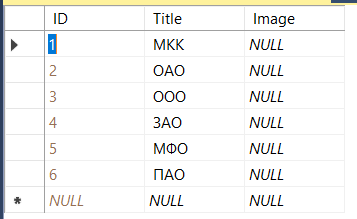 ID Title Image
1 МКК NULL
2 ОАО NULL
3 ООО NULL
4 ЗАО NULL
5 МФО NULL
6 ПАО NULL
* NULL NULL NULL